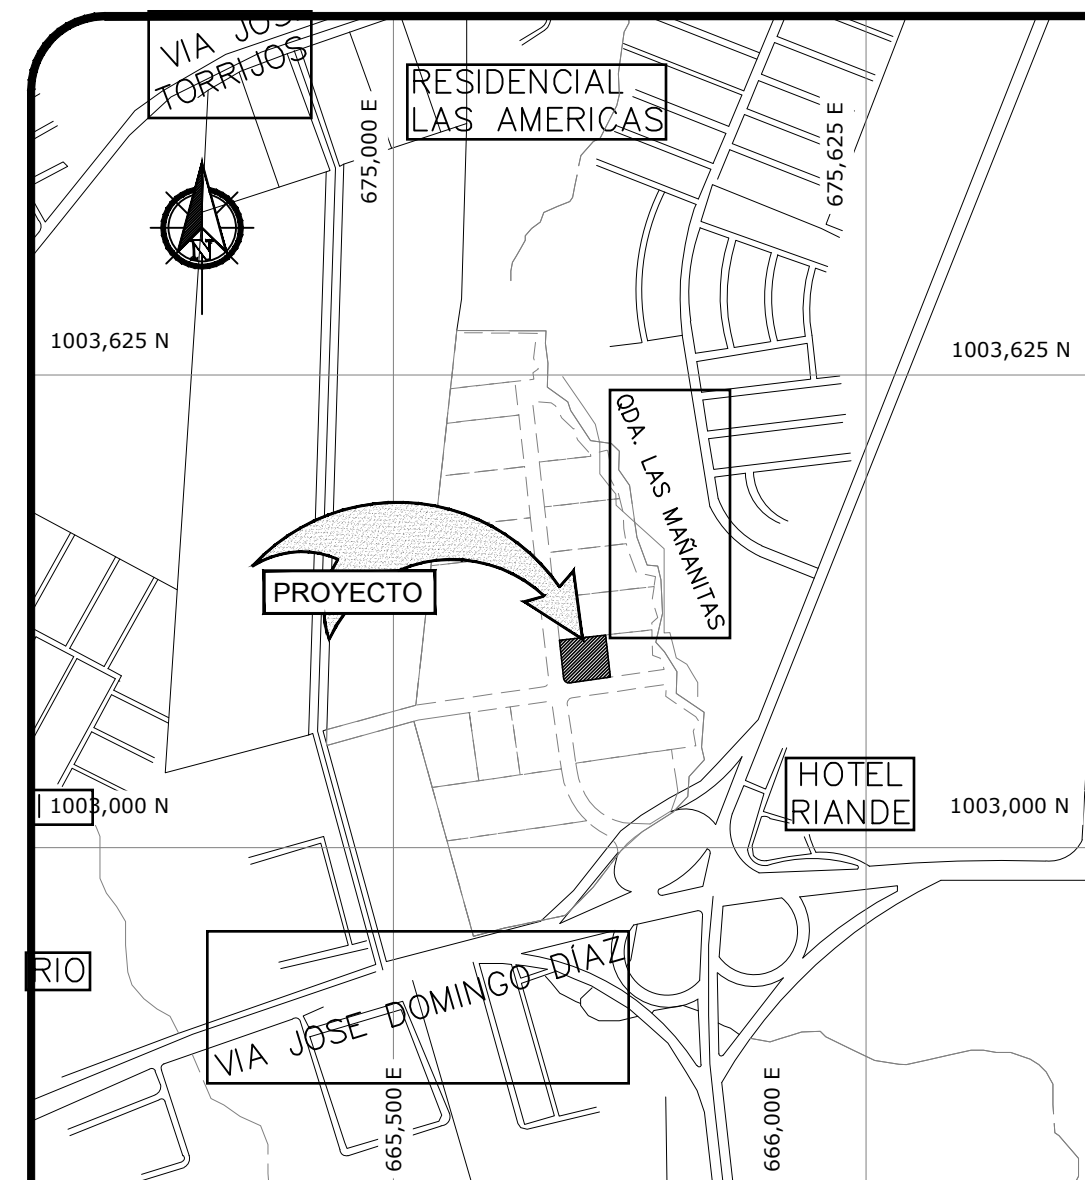 VIA JOSE
TORRIJOS
RESIDENCIAL
LAS AMERICAS
675,000 E
675,625 E
N
1003,625 N
1003,625 N
QDA. LAS MAÑANITAS
PROYECTO
HOTEL
RIANDE
1003,000 N
1003,000 N
RIO
VIA JOSE DOMINGO DÍAZ
665,500 E
666,000 E